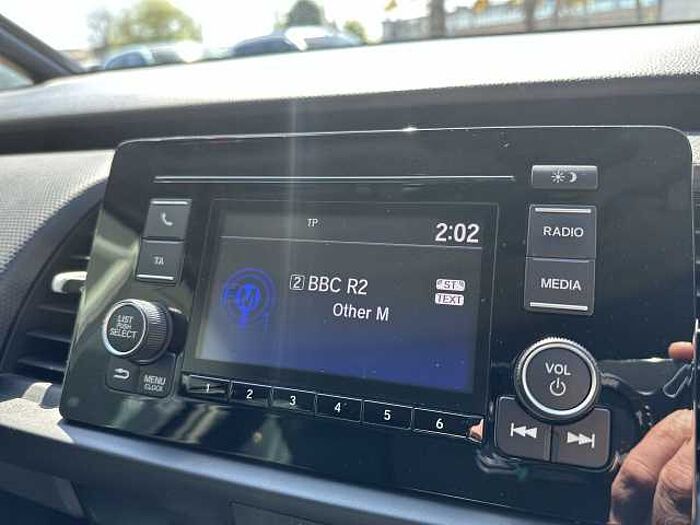 TP
2:02
2 BBC R2
ST
TEXT
Other M
FM
TA
LIST
PUSH
SELECT
MENU
CLOCK
1 2 3 4 5 6
RADIO
MEDIA
VOL